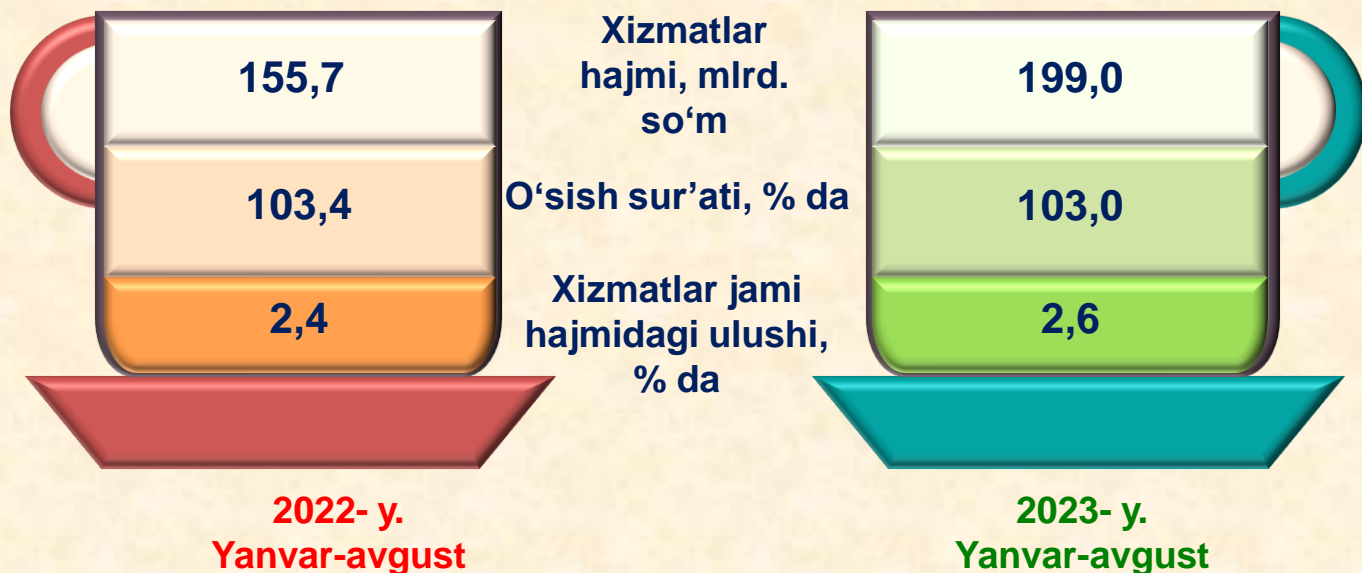 155,7
Xizmatlar
hajmi, mlrd.
so‘m
199,0
103,4
O‘sish sur’ati, % da
103,0
2,4
Xizmatlar jami
hajmidagi ulushi,
% da
2,6
2022- y.
Yanvar-avgust
2023- y.
Yanvar-avgust